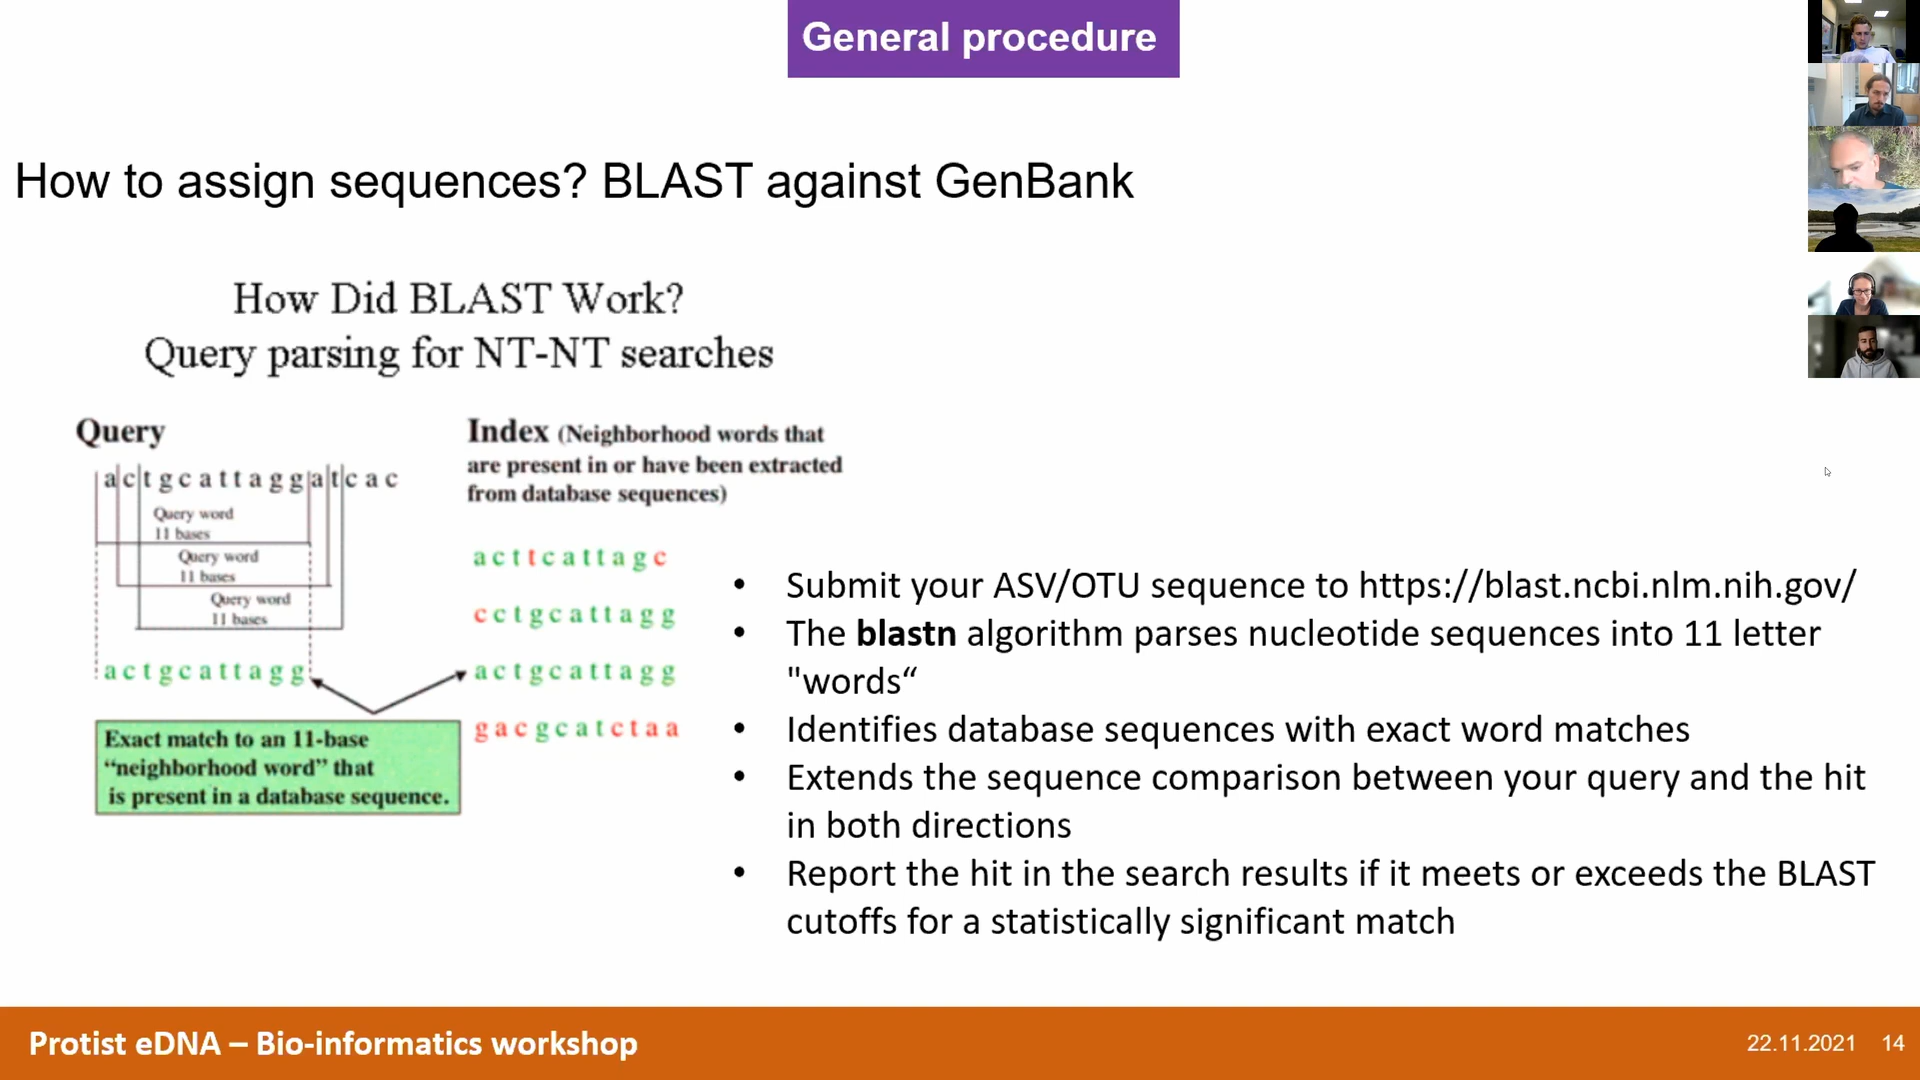 General procedure
How to assign sequences? BLAST against GenBank
How Did BLAST Work?
Query parsing for NT-NT searches
Query
actgcattaggatcac
Query word
11 bases
Query word
11 bases
Query word
11 bases
actgcattagg
Exact match to an 11-base
“neighborhood word” that
is present in a database sequence.
Index (Neighborhood words that
are present in or have been extracted
from database sequences)
acttcattagc
cctgcattagg
actgcattagg
gacgcatctaa
• Submit your ASV/OTU sequence to https://blast.ncbi.nlm.nih.gov/
• The blastn algorithm parses nucleotide sequences into 11 letter
"words“
• Identifies database sequences with exact word matches
• Extends the sequence comparison between your query and the hit
in both directions
• Report the hit in the search results if it meets or exceeds the BLAST
cutoffs for a statistically significant match
Protist eDNA – Bio-informatics workshop
22.11.2021 14